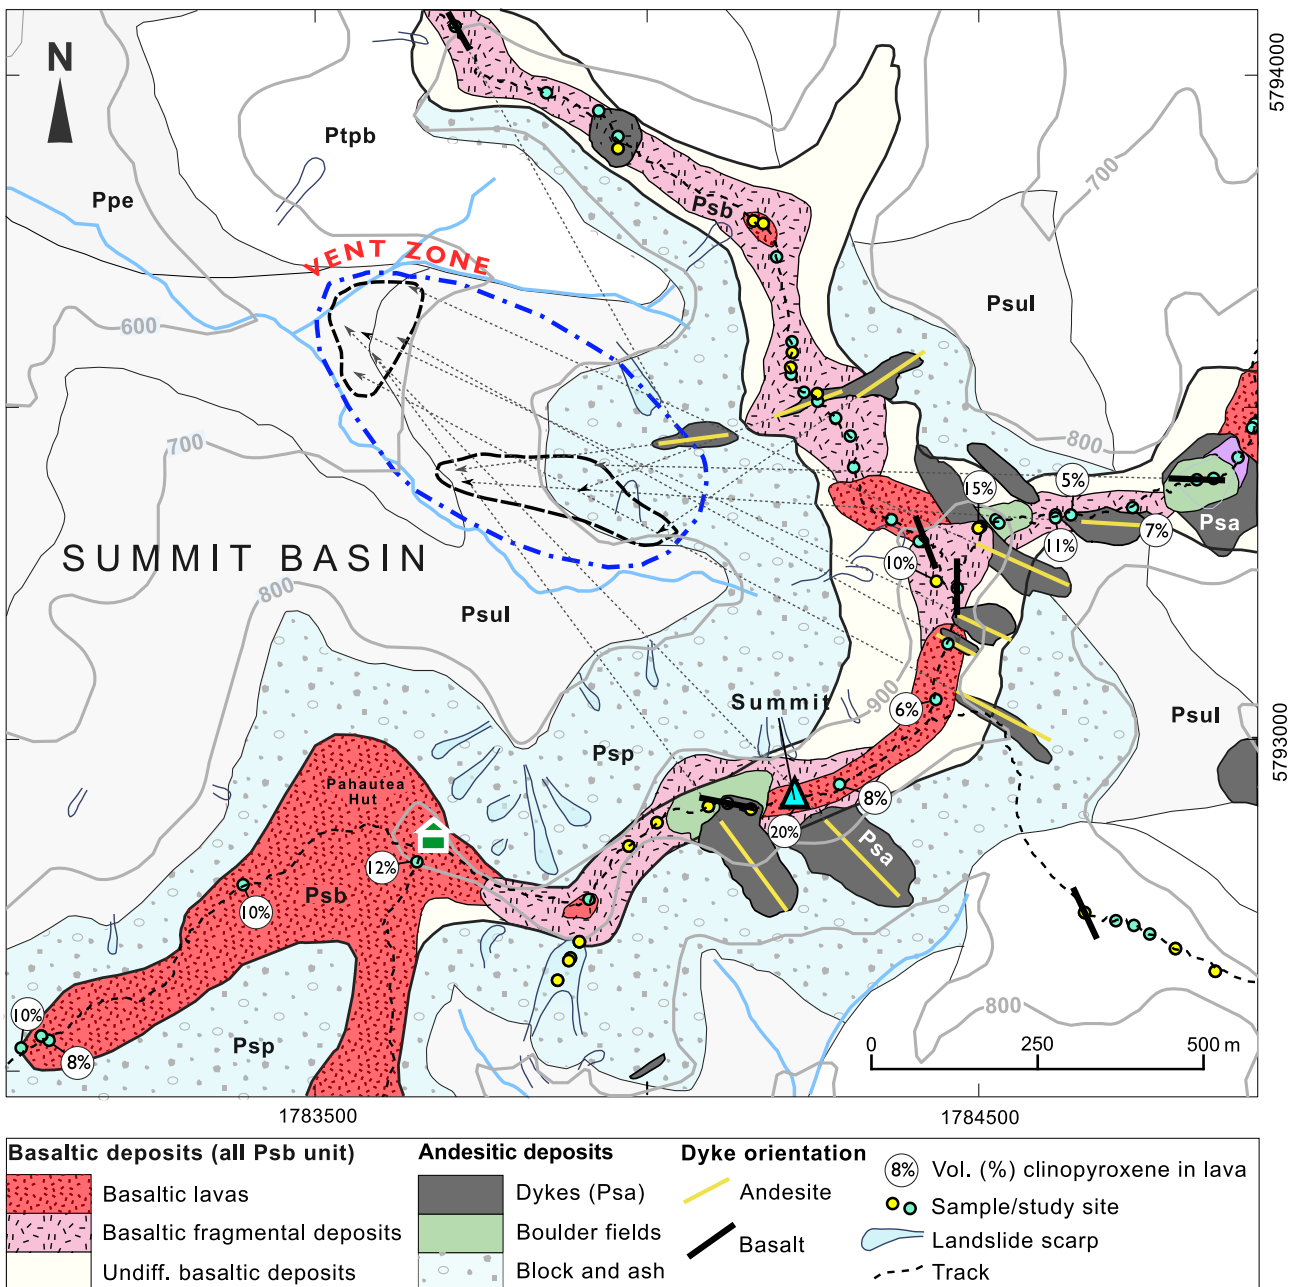 N
5794000
Ptpb
700
Ppe
Psb
VENT ZONE
Psul
600
800
700
5%
15%
Psa
7%
11%
SUMMIT BASIN
10%
800
Psul
Summit
900
6%
Psul
Psp
5793000
Pahautea
Hut
8%
20%
Psa
12%
Psb
10%
800
10%
Psp
8%
0 250 500 m
1783500
1784500
Basaltic deposits (all Psb unit)
Basaltic lavas
Basaltic fragmental deposits
Undiff. basaltic deposits
Andesitic deposits
Dykes (Psa)
Boulder fields
Block and ash
Dyke orientation
Andesite
Basalt
8% Vol. (%) clinopyroxene in lava
Sample/study site
Landslide scarp
Track